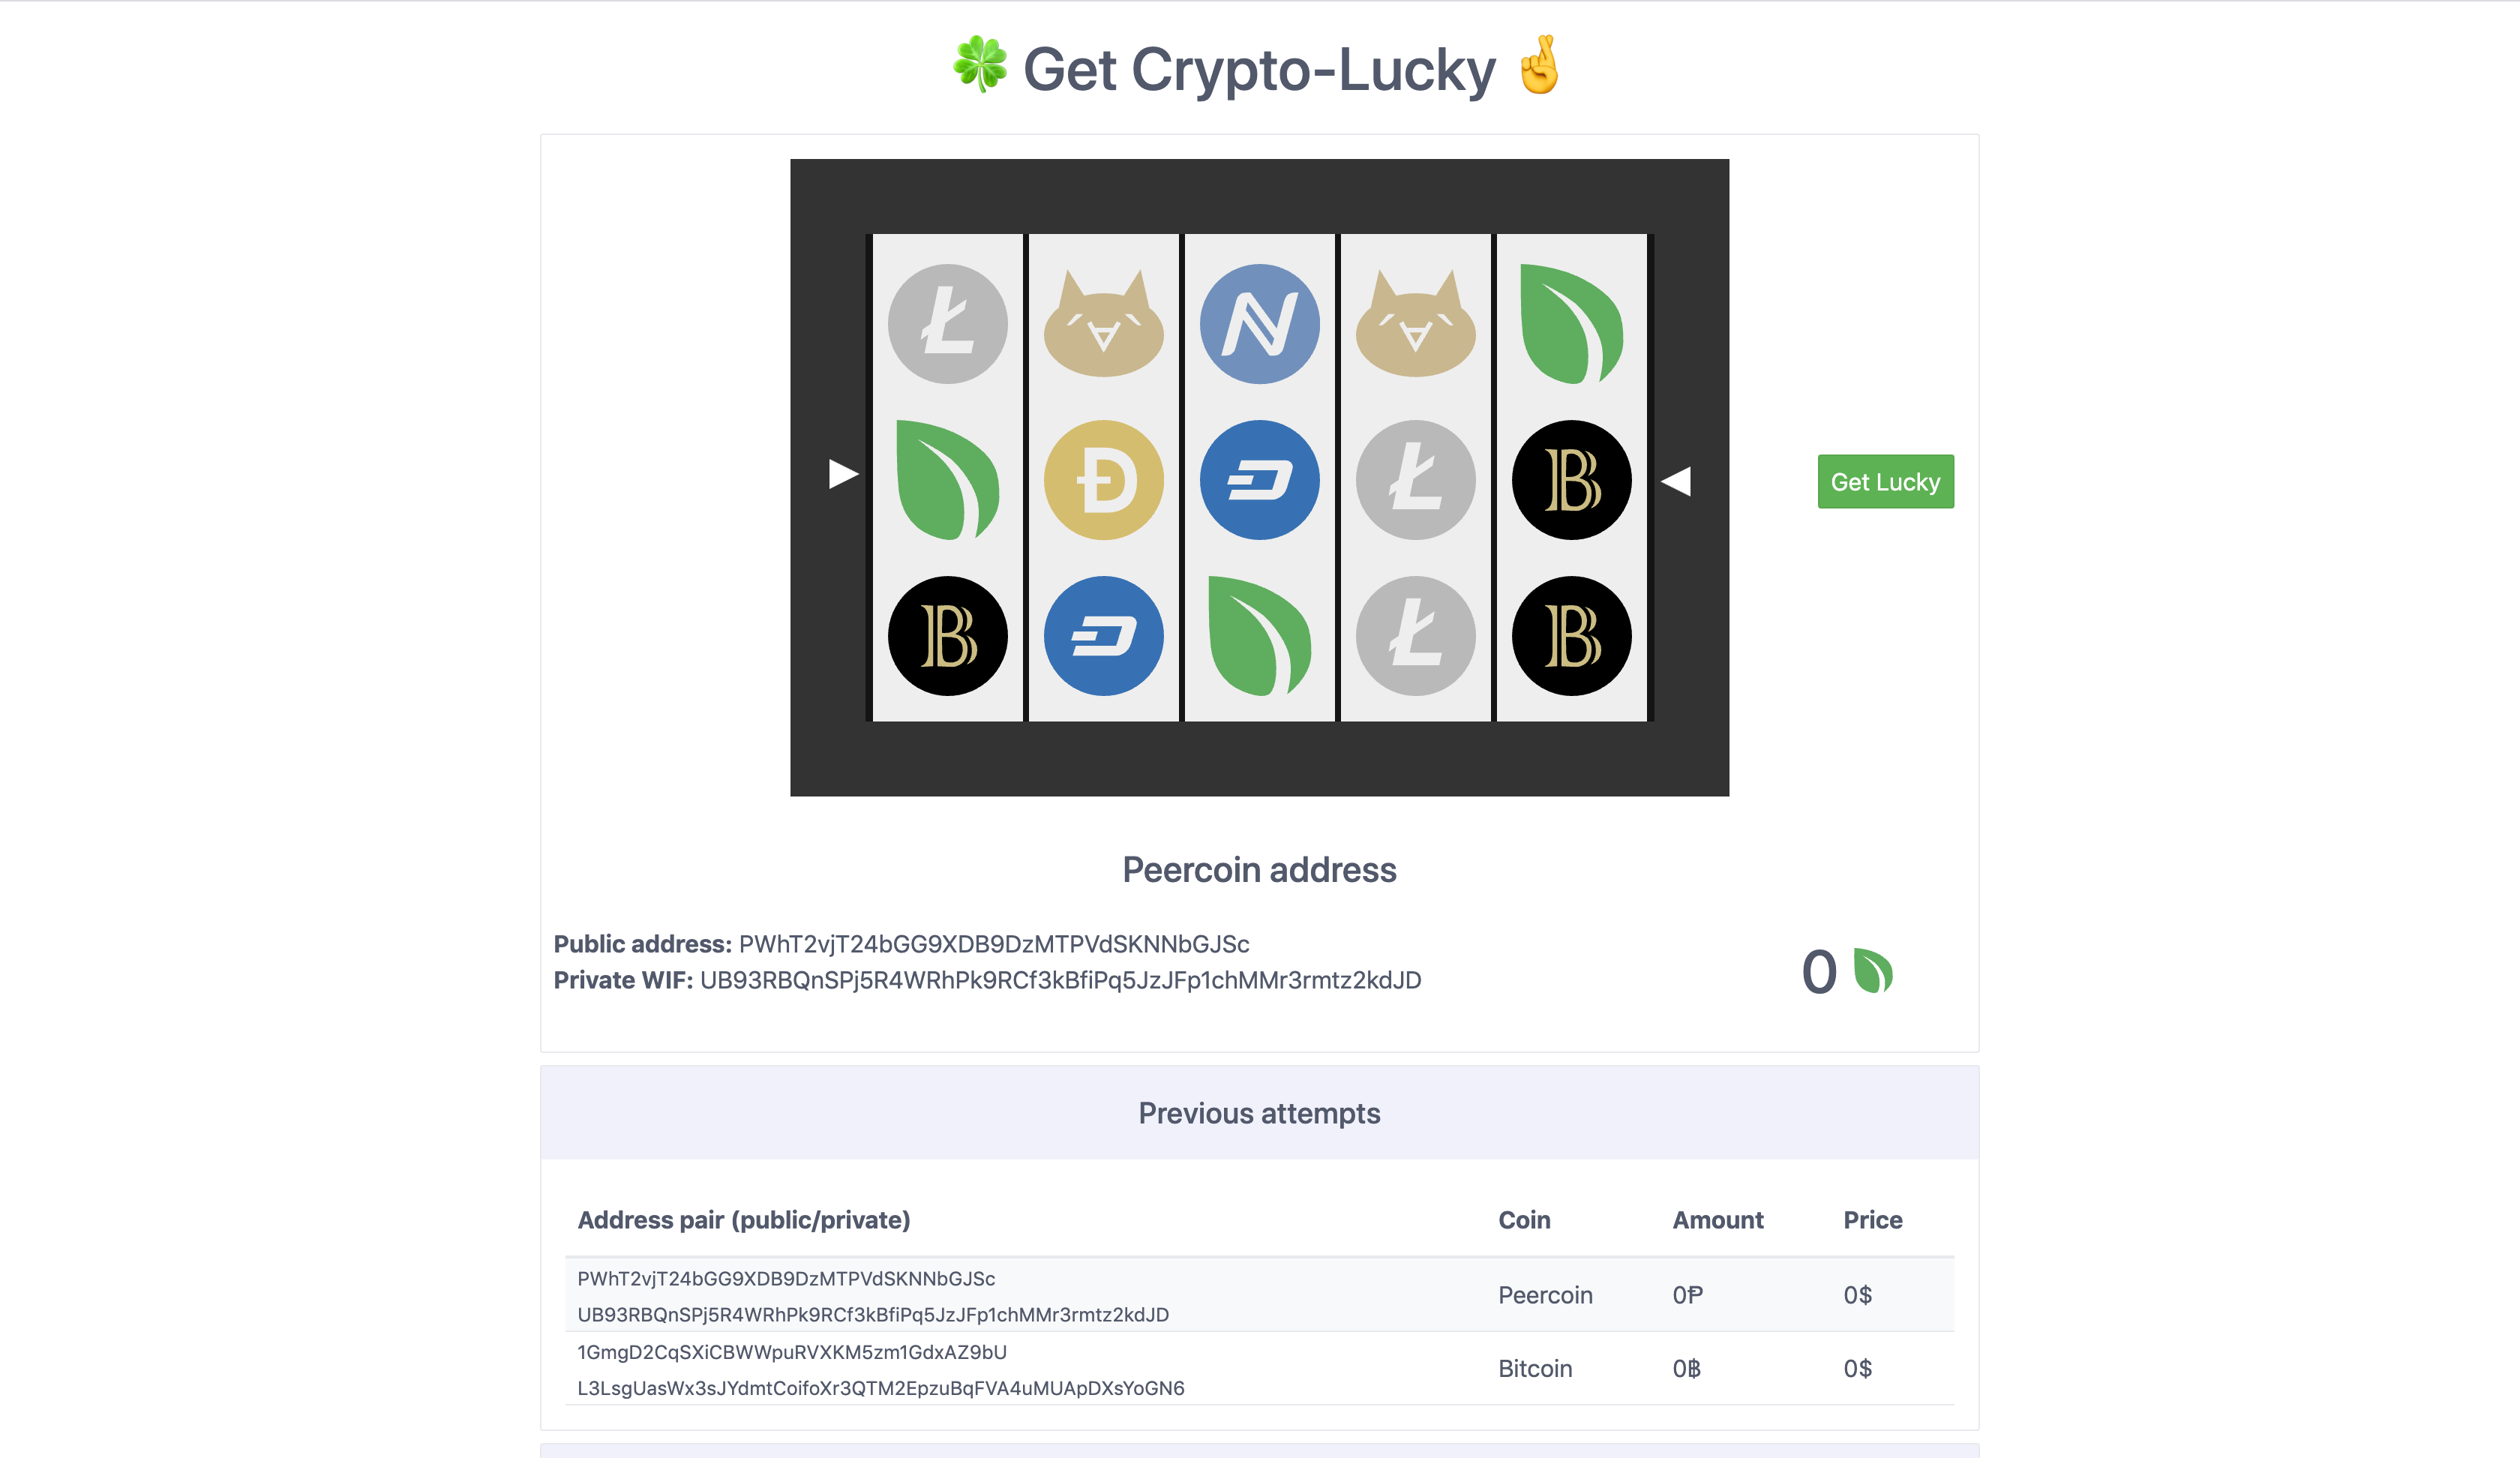 Get Crypto-Lucky
Get Lucky
Peercoin address
Public address: PWhT2vjT24bGG9XDB9DzMTPVdSKNNbGJSc
Private WIF: UB93RBQnSPj5R4WRhPk9RCf3kBfiPq5JzJFp1chMMr3rmtz2kdJD
0
Previous attempts
Address pair (public/private) Coin Amount Price
PWhT2vjT24bGG9XDB9DzMTPVdSKNNbGJSc
UB93RBQnSPj5R4WRhPk9RCf3kBfiPq5JzJFp1chMMr3rmtz2kdJD
Peercoin 0₱ 0$
1GmgD2CqSXiCBWWpuRVXKM5zm1GdxAZ9bU
L3LsgUasWx3sJYdmtCoifoXr3QTM2EpzuBqFVA4uMUApDXsYoGN6
Bitcoin 0฿ 0$